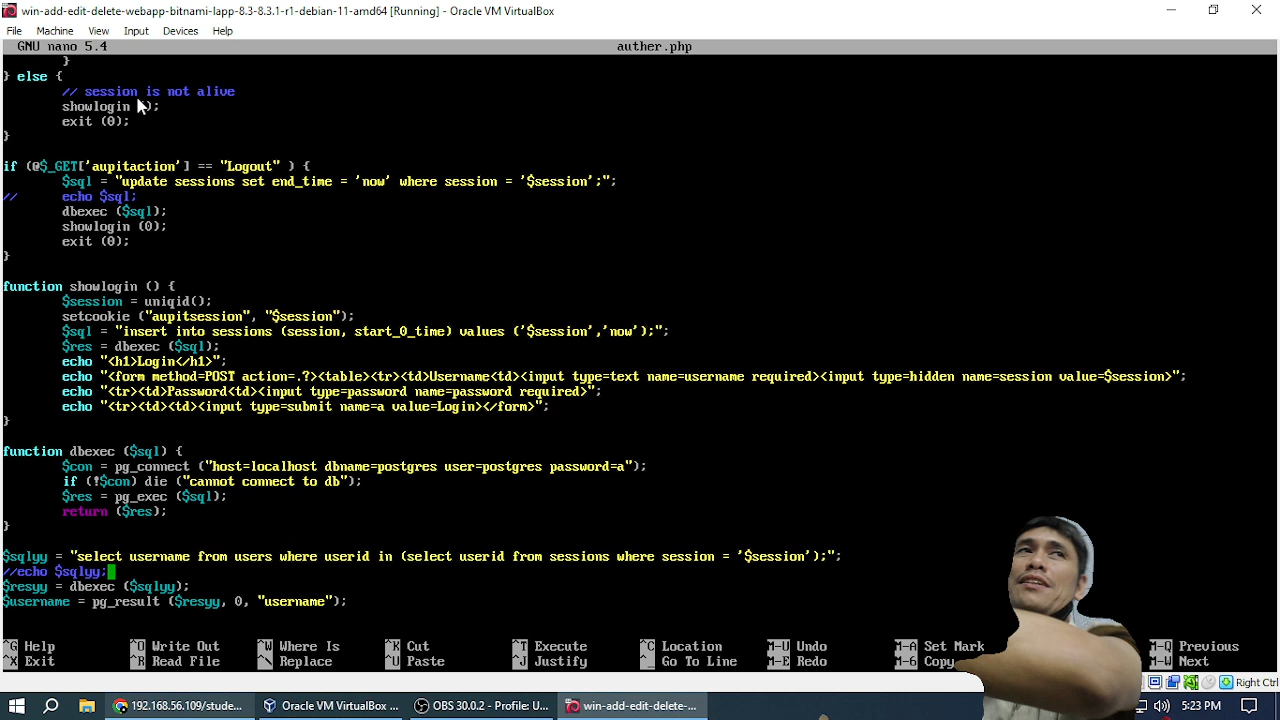 win-add-edit-delete-webapp-bitnami-lapp-8.3-8.3.1-r1-debian-11-amd64 [Running] - Oracle VM VirtualBox
File Machine View Input Devices Help
GNU nano 5.4 auther.php
}
} else {
// session is not alive
showlogin );
exit (0);
}
if (@$_GET['aupitaction'] == "Logout" ) {
$sql = "update sessions set end_time = 'now' where session = '$session';";
// echo $sql;
dbexec ($sql);
showlogin (0);
exit (0);
}
function showlogin () {
$session = uniqid();
setcookie ("aupitsession", "$session");
$sql = "insert into sessions (session, start_0_time) values ('$session','now');";
$res = dbexec ($sql);
echo "<h1>Login</h1>";
echo "<form method=POST action=.?><table><tr><td>Username<td><input type=text name=username required><input type=hidden name=session value=$session>";
echo "<tr><td>Password<td><input type=password name=password required>";
echo "<tr><td><td><input type=submit name=a value=Login></form>";
}
function dbexec ($sql) {
$con = pg_connect ("host=localhost dbname=postgres user=postgres password=a");
if (!$con) die ("cannot connect to db");
$res = pg_exec ($sql);
return ($res);
}
$sqlyy = "select username from users where userid in (select userid from sessions where session = '$session');";
//echo $sqlyy;
$resyy = dbexec ($sqlyy);
$username = pg_result ($resyy, 0, "username");
^G Help ^O Write Out ^W Where Is ^K Cut ^T Execute ^C Location M-U Undo M-A Set Mark M-Q Previous
^X Exit ^R Read File ^\ Replace ^U Paste ^J Justify ^_ Go To Line M-E Redo M-6 Copy M-W Next
Right Ctrl
192.168.56.109/stude... Oracle VM VirtualBox ... OBS 30.0.2 - Profile: U... win-add-edit-delete-... 5:23 PM